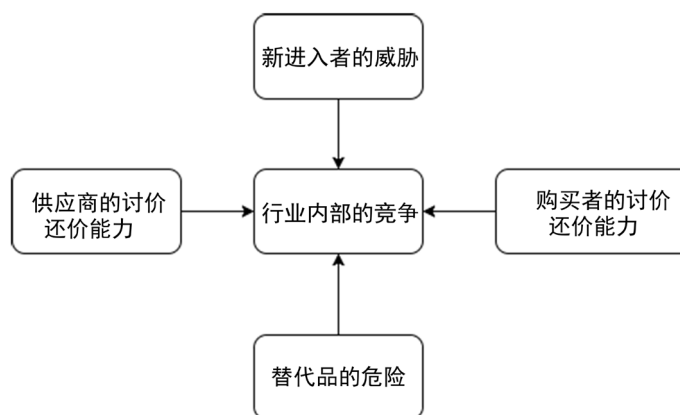 新进入者的威胁
供应商的讨价
还价能力
行业内部的竞争
购买者的讨价
还价能力
替代品的危险